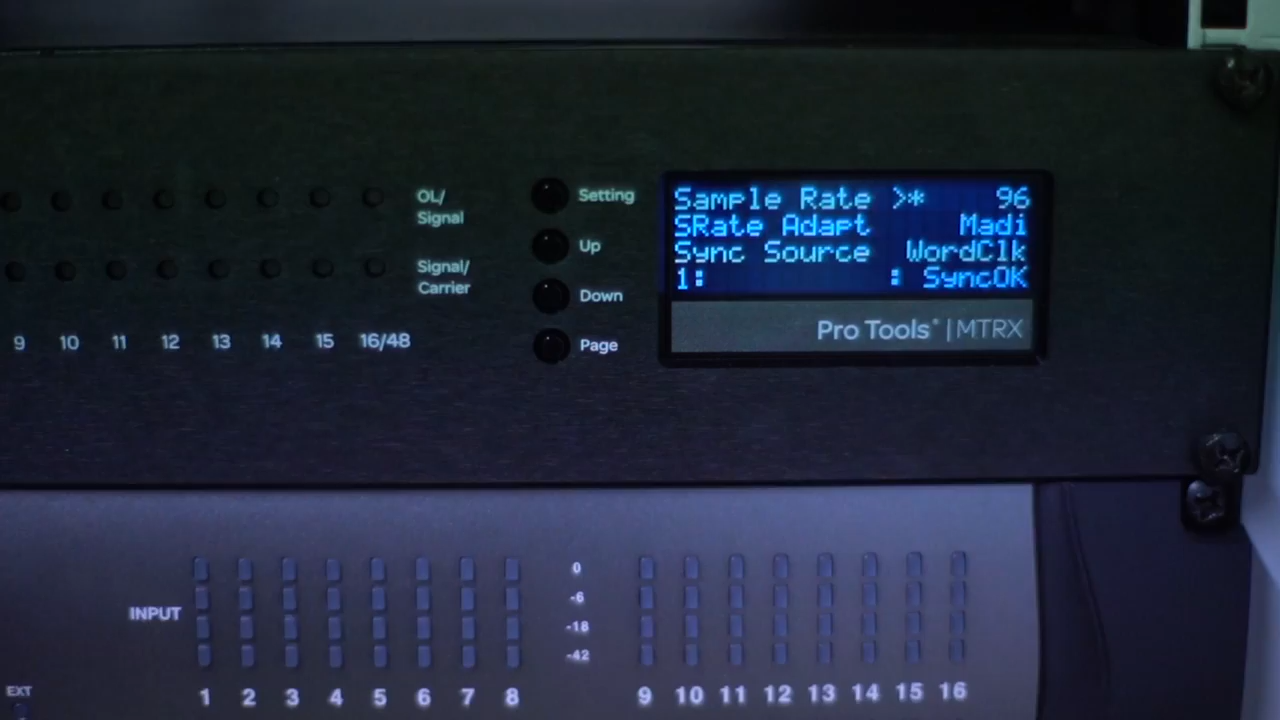 OL/
Signal
Signal/
Carrier
9 10 11 12 13 14 15 16/48
Setting
Up
Down
Page
Sample Rate >* 96
SRate Adapt Madi
Sync Source WordClk
1: : SyncOK
Pro Tools® | MTRX
INPUT
0
-6
-18
-42
EXT
1 2 3 4 5 6 7 8 9 10 11 12 13 14 15 16